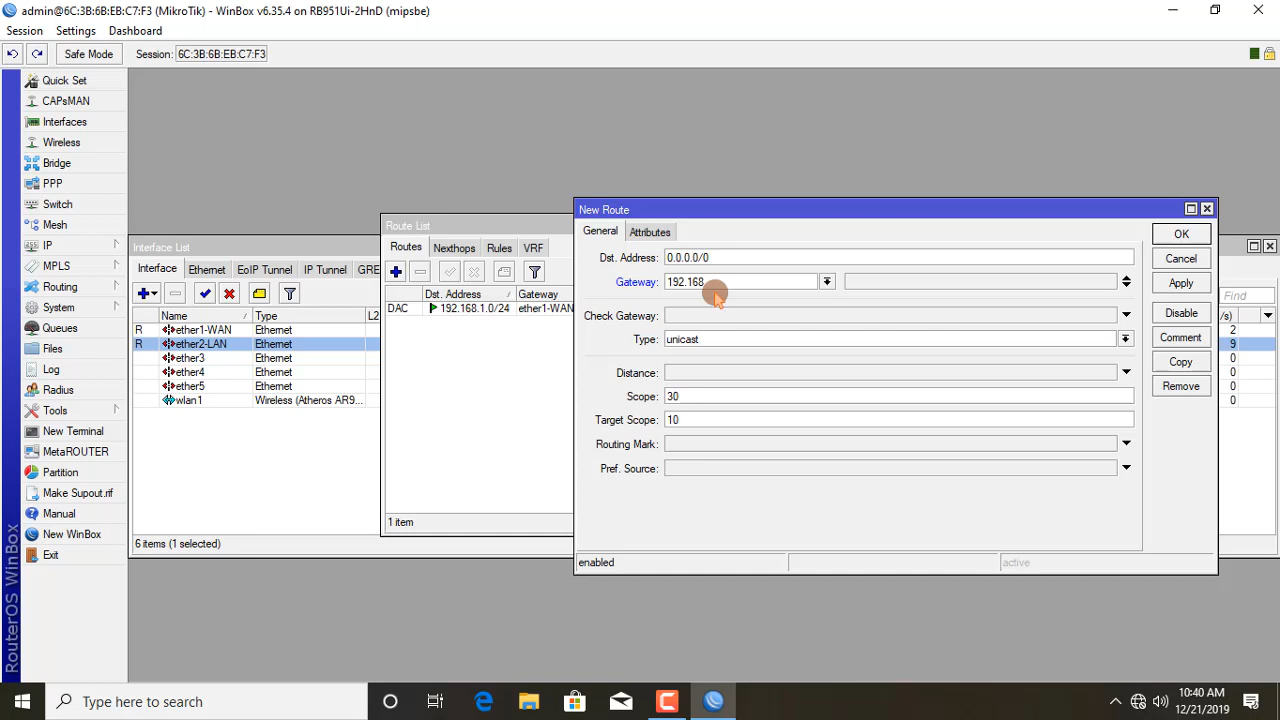 admin@6C:3B:6B:EB:C7:F3 (MikroTik) - WinBox v6.35.4 on RB951Ui-2HnD (mipsbe)
Session Settings Dashboard
Safe Mode Session: 6C:3B:6B:EB:C7:F3
Quick Set
CAPsMAN
Interfaces
Wireless
Bridge
PPP
Switch
Mesh
IP
MPLS
Routing
System
Queues
Files
Log
Radius
Tools
New Terminal
MetaROUTER
Partition
Make Supout.rif
Manual
New WinBox
Exit
RouterOS WinBox
Interface List
Interface Ethernet EoIP Tunnel IP Tunnel GRE
Name Type L2
R ether1-WAN Ethernet
R ether2-LAN Ethernet
ether3 Ethernet
ether4 Ethernet
ether5 Ethernet
wlan1 Wireless (Atheros AR9...
6 items (1 selected)
Route List
Routes Nexthops Rules VRF
Dst. Address Gateway
DAC 192.168.1.0/24 ether1-WAN
1 item
New Route
General Attributes
Dst. Address: 0.0.0.0/0
Gateway: 192.168
Check Gateway:
Type: unicast
Distance:
Scope: 30
Target Scope: 10
Routing Mark:
Pref. Source:
enabled
active
OK
Cancel
Apply
Disable
Comment
Copy
Remove
Find
/s)
2
9
0
0
0
0
Type here to search
10:40 AM
12/21/2019